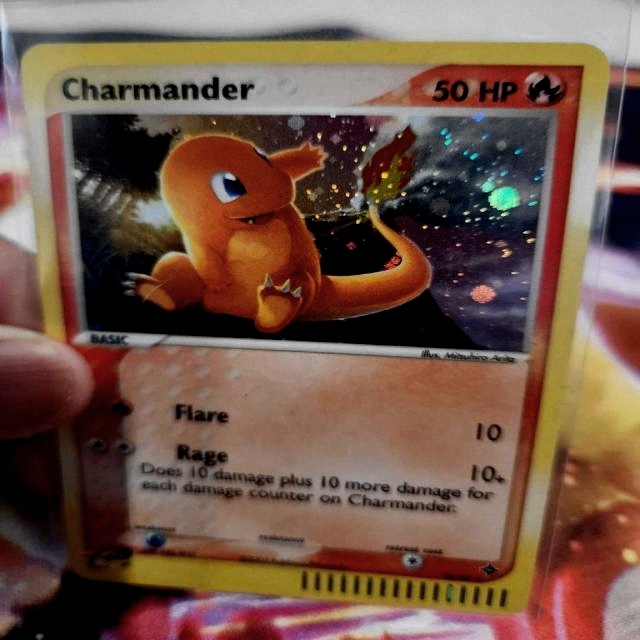 Charmander 50 HP
BASIC
illus. Mitsuhiro Arita
Flare 10
Rage 10+
Does 10 damage plus 10 more damage for
each damage counter on Charmander.